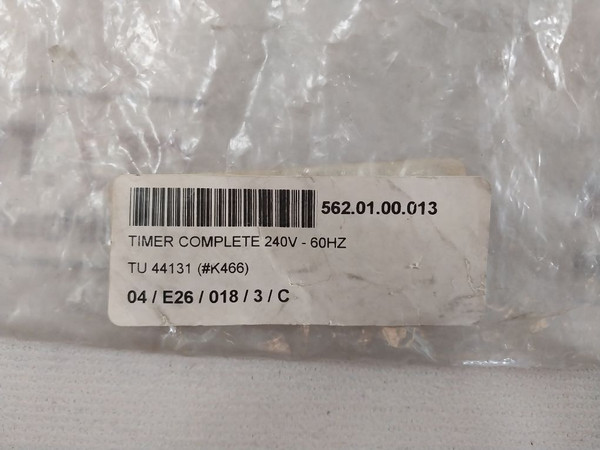 562.01.00.013
TIMER COMPLETE 240V - 60HZ
TU 44131 (#K466)
04 / E26 / 018 / 3 / C